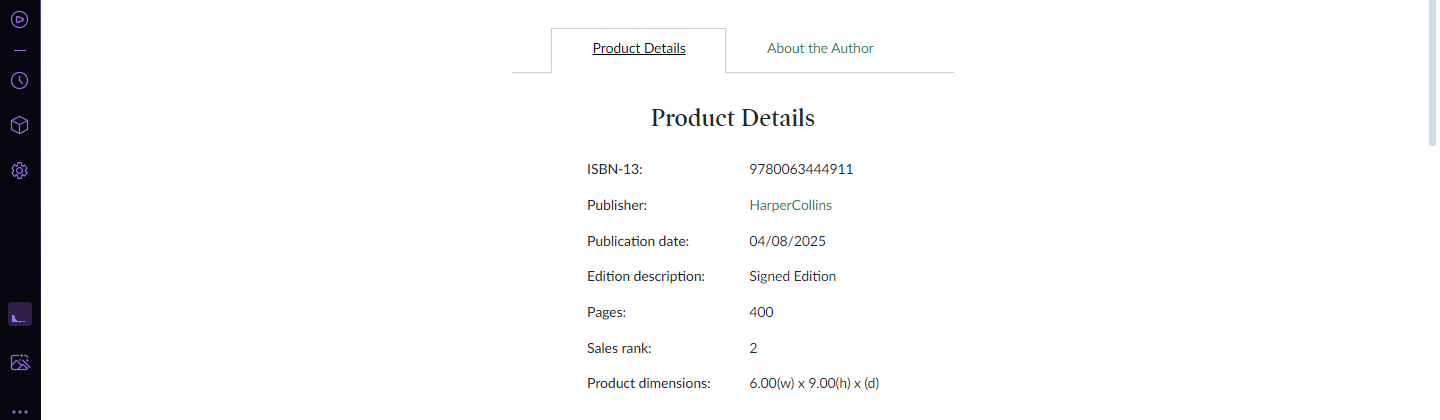 Product Details About the Author
Product Details
ISBN-13: 9780063444911
Publisher: HarperCollins
Publication date: 04/08/2025
Edition description: Signed Edition
Pages: 400
Sales rank: 2
Product dimensions: 6.00(w) x 9.00(h) x (d)